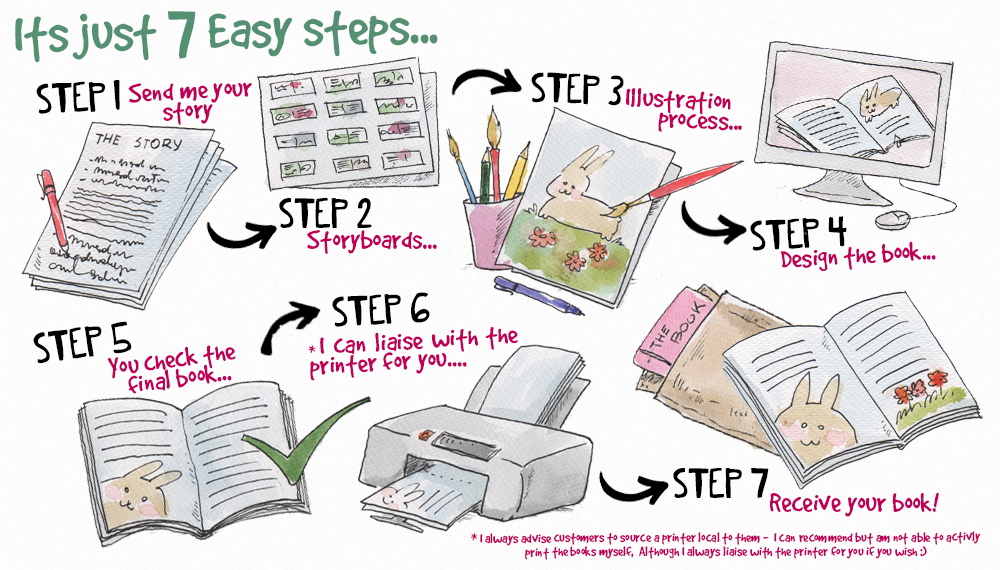 Its just 7 Easy steps...
STEP 1 Send me your
story
THE STORY
STEP 2
Storyboards...
STEP 3 Illustration
process...
STEP 4
Design the book...
STEP 5
You check the
final book...
STEP 6
*I can liaise with the
printer for you....
THE
BOOK
STEP 7
Receive your book!
* I always advise customers to source a printer local to them - I can recommend but am not able to activly
print the books myself, Although I always liaise with the printer for you if you wish :)